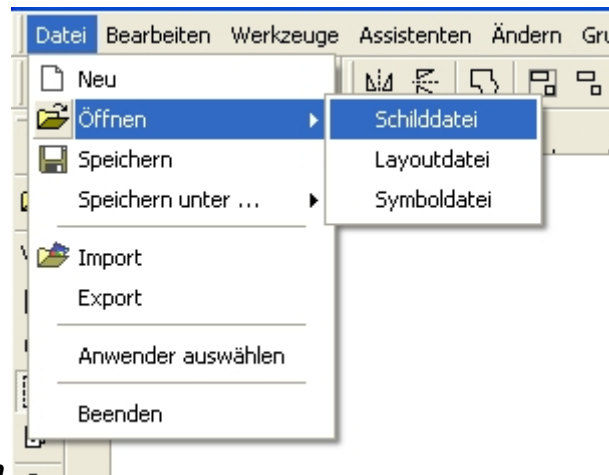 Datei Bearbeiten Werkzeuge Assistenten Ändern
Neu
Öffnen
Schilddatei
Speichern
Layoutdatei
Speichern unter ...
Symboldatei
Import
Export
Anwender auswählen
Beenden